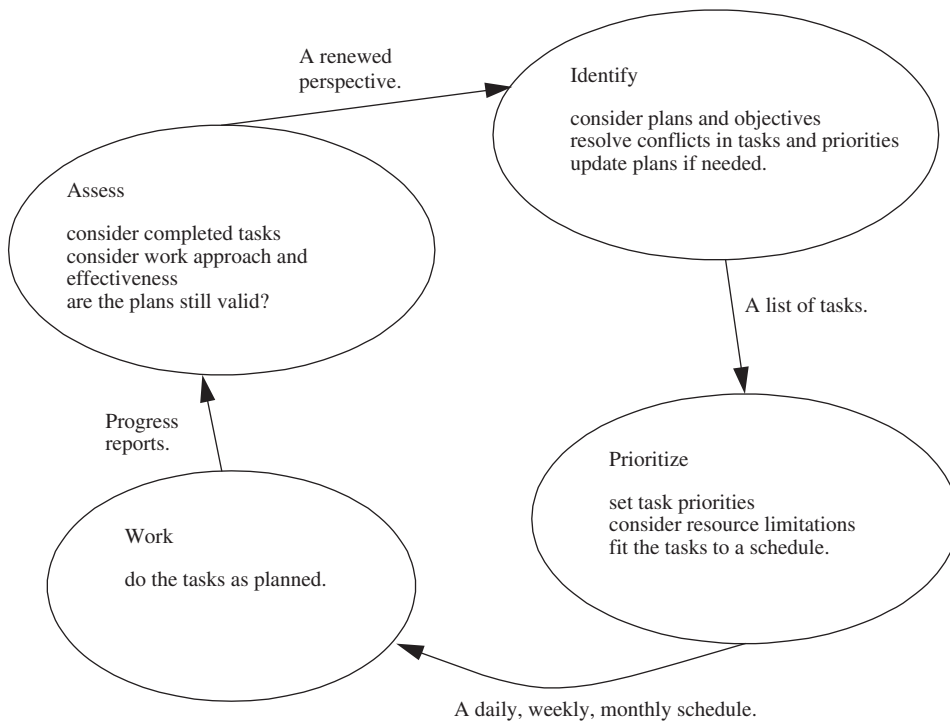 A renewed
perspective.
Identify
consider plans and objectives
resolve conflicts in tasks and priorities
update plans if needed.
Assess
consider completed tasks
consider work approach and
effectiveness
are the plans still valid?
A list of tasks.
Progress
reports.
Prioritize
set task priorities
consider resource limitations
fit the tasks to a schedule.
Work
do the tasks as planned.
A daily, weekly, monthly schedule.